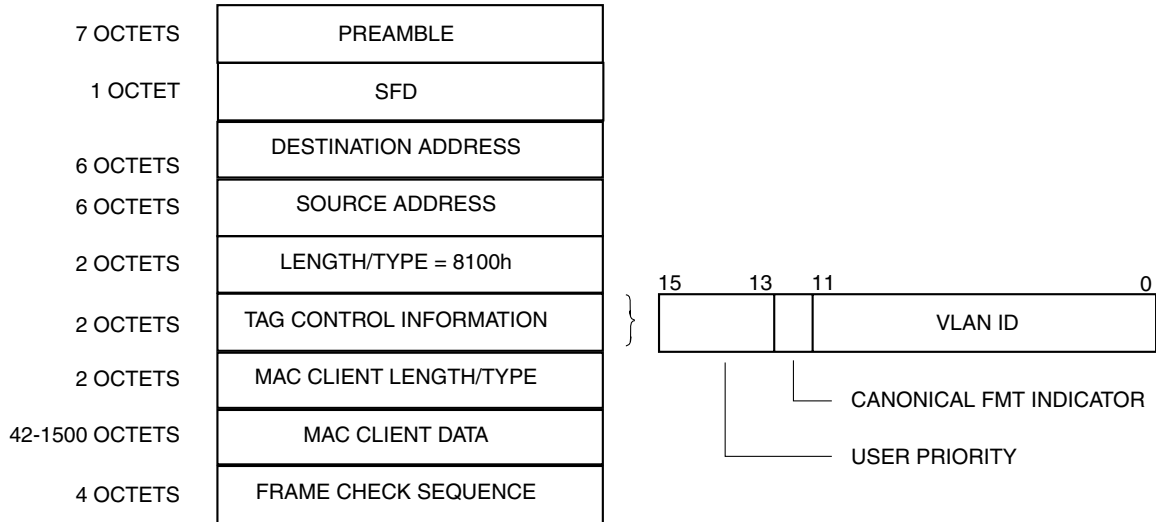 7 OCTETS PREAMBLE
1 OCTET SFD
6 OCTETS DESTINATION ADDRESS
6 OCTETS SOURCE ADDRESS
2 OCTETS LENGTH/TYPE = 8100h
15 13 11 0
2 OCTETS TAG CONTROL INFORMATION VLAN ID
2 OCTETS MAC CLIENT LENGTH/TYPE
CANONICAL FMT INDICATOR
42-1500 OCTETS MAC CLIENT DATA
USER PRIORITY
4 OCTETS FRAME CHECK SEQUENCE